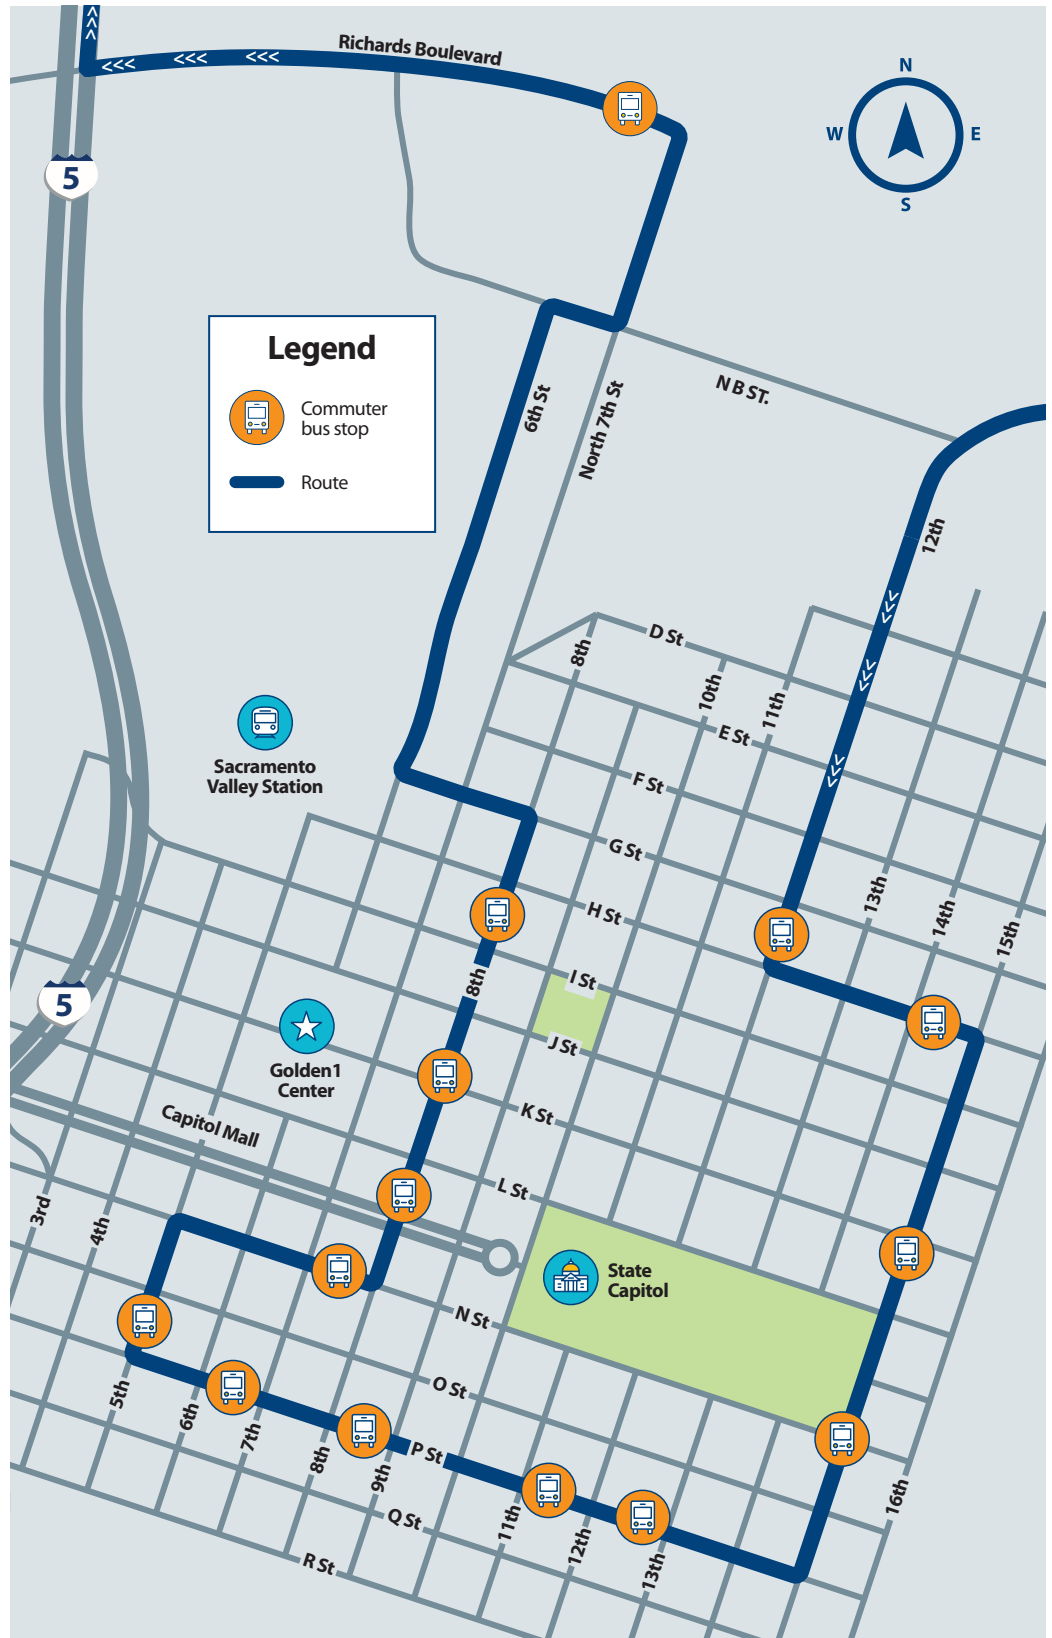 Richards Boulevard
<<<
<<<
<<<
<<<
N
W
E
S
5
Legend
Commuter
bus stop
Route
6th St
North 7th St
N B ST.
12th
<<<
<<<
<<<
D St
8th
10th
11th
E St
F St
G St
H St
13th
14th
15th
Sacramento
Valley Station
8th
I St
J St
5
Golden1
Center
K St
Capitol Mall
L St
3rd
4th
State
Capitol
N St
O St
5th
6th
7th
8th
9th
P St
11th
12th
13th
16th
Q St
R St